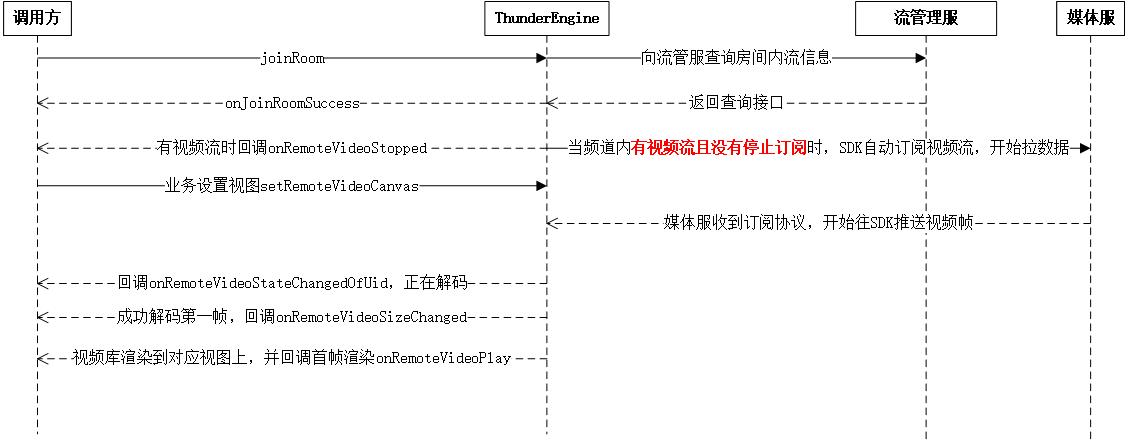 调用方
ThunderEngine
流管理服
媒体服
joinRoom
向流管服查询房间内流信息
onJoinRoomSuccess
返回查询接口
有视频流时回调onRemoteVideoStopped
当频道内有视频流且没有停止订阅时，SDK自动订阅视频流，开始拉数据
业务设置视图setRemoteVideoCanvas
媒体服收到订阅协议，开始往SDK推送视频帧
回调onRemoteVideoStateChangedOfUid，正在解码
成功解码第一帧，回调onRemoteVideoSizeChanged
视频库渲染到对应视图上，并回调首帧渲染onRemoteVideoPlay